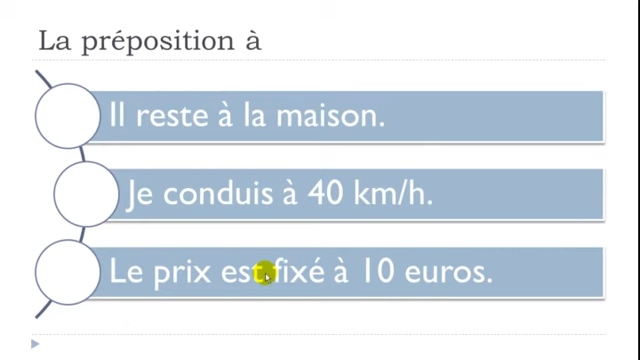 La préposition à
Il reste à la maison.
Je conduis à 40 km/h.
Le prix est fixé à 10 euros.